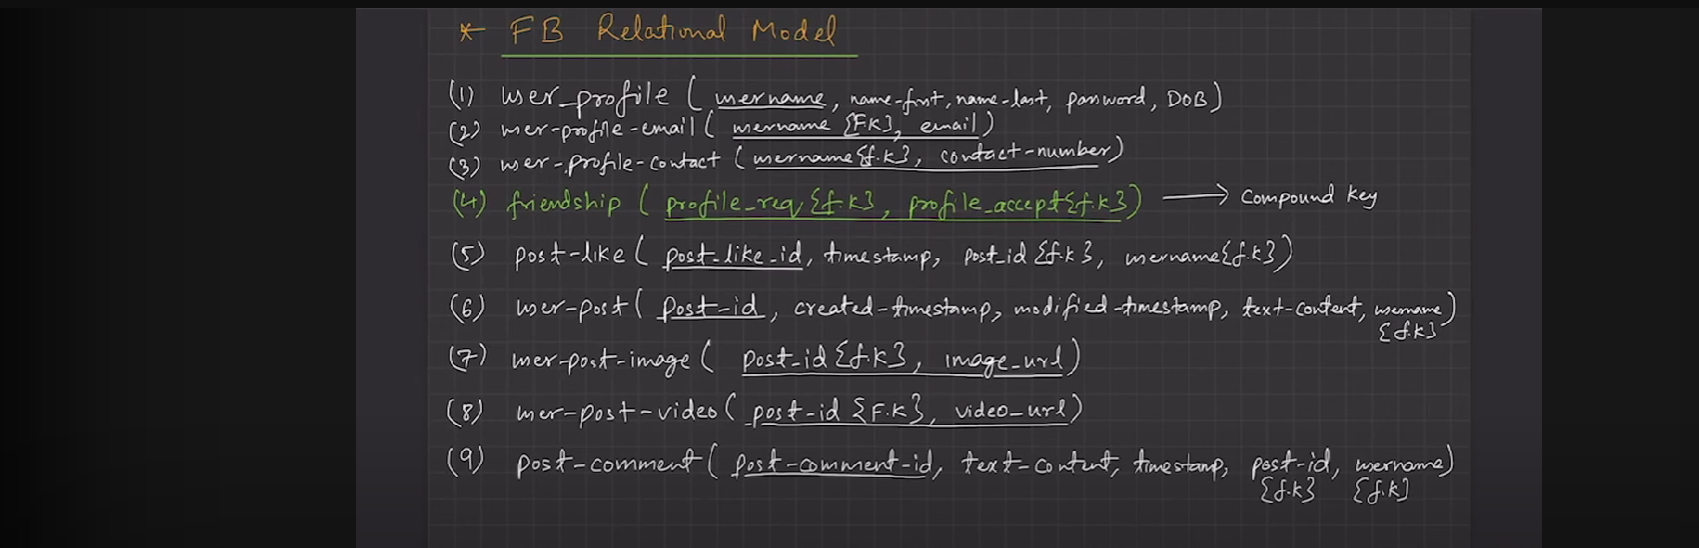 * FB Relational Model
(1) user_profile ( username, name-first, name-last, password, DOB)
(2) user-profile-email ( username {FK}, email)
(3) user-profile-contact ( username {f.k}, contact-number)
(4) friendship ( profile_req {f.k}, profile_accept {f.k}) ⟶ Compound Key
(5) post-like ( post-like-id, timestamp, post_id {f.k}, username {f.k})
(6) user-post ( post-id, created-timestamp, modified-timestamp, text-content, username)
{f.k}
(7) user-post-image ( post-id {f.k}, image_url)
(8) user-post-video ( post-id {F.K}, video_url)
(9) post-comment ( post-comment-id, text-content, timestamp, post-id, username)
{f.k} {f.k}